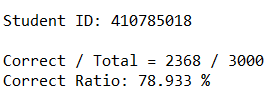 Student ID: 410785018
Correct / Total = 2368 / 3000
Correct Ratio: 78.933 %